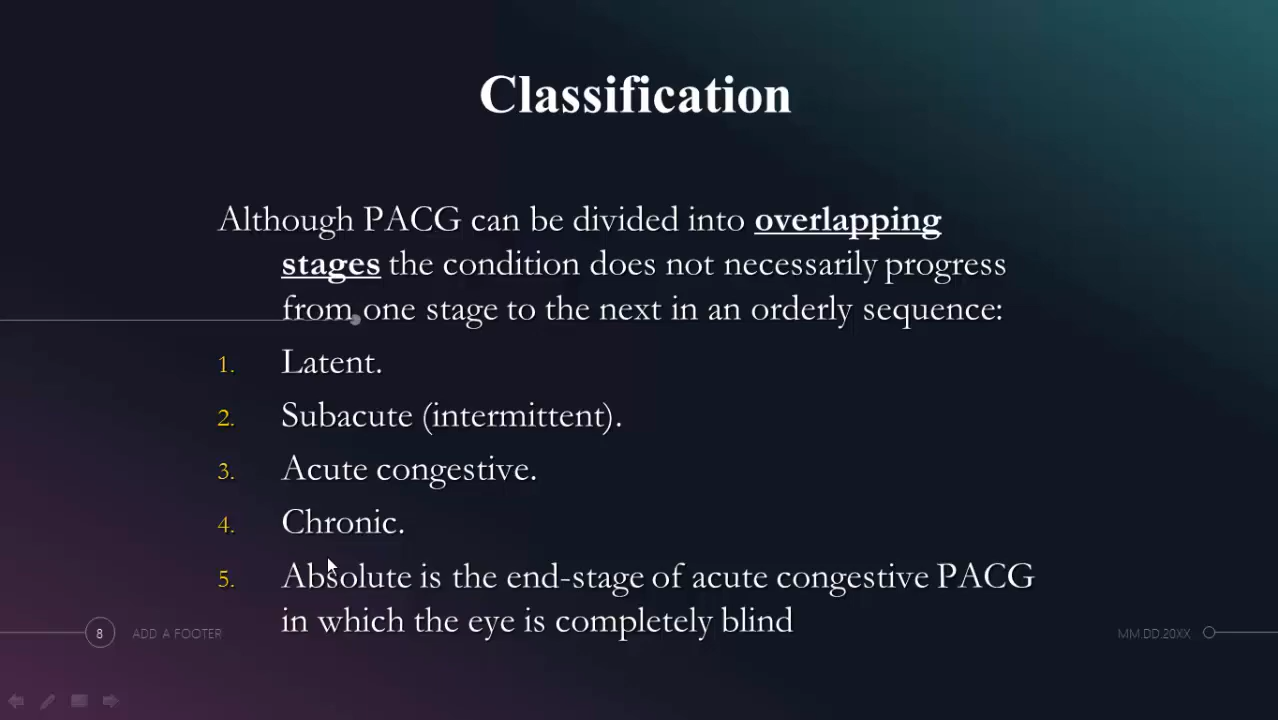 Classification
Although PACG can be divided into overlapping
stages the condition does not necessarily progress
from one stage to the next in an orderly sequence:
1. Latent.
2. Subacute (intermittent).
3. Acute congestive.
4. Chronic.
5. Absolute is the end-stage of acute congestive PACG
in which the eye is completely blind
8 ADD A FOOTER MM.DD.20XX